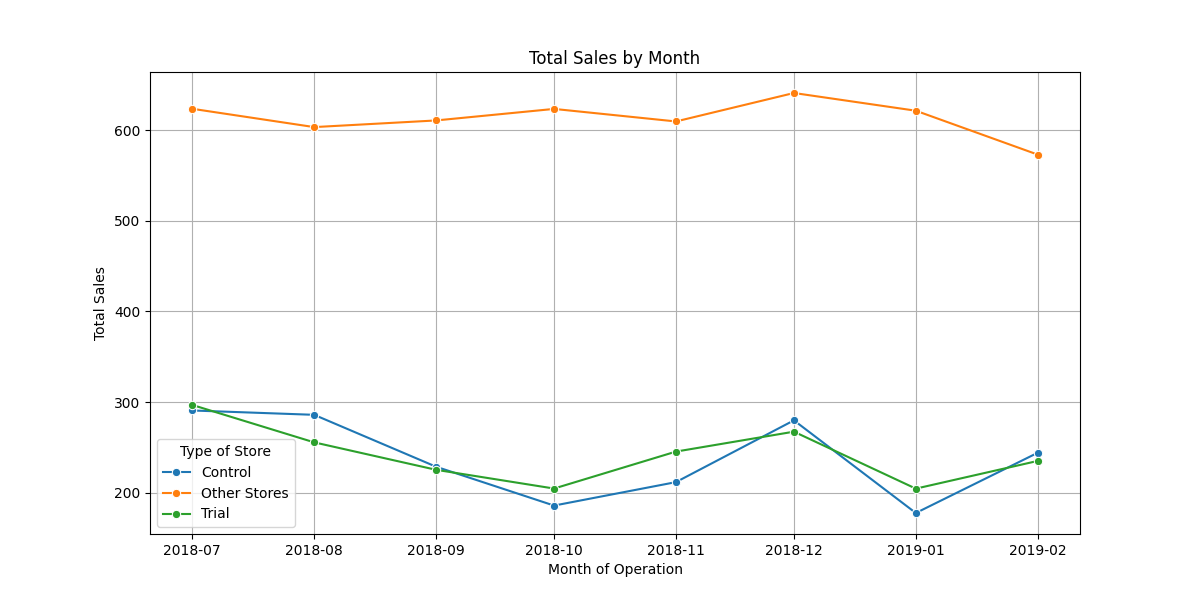 Total Sales by Month
Total Sales
600
500
400
300
200
Type of Store
Control
Other Stores
Trial
2018-07 2018-08 2018-09 2018-10 2018-11 2018-12 2019-01 2019-02
Month of Operation